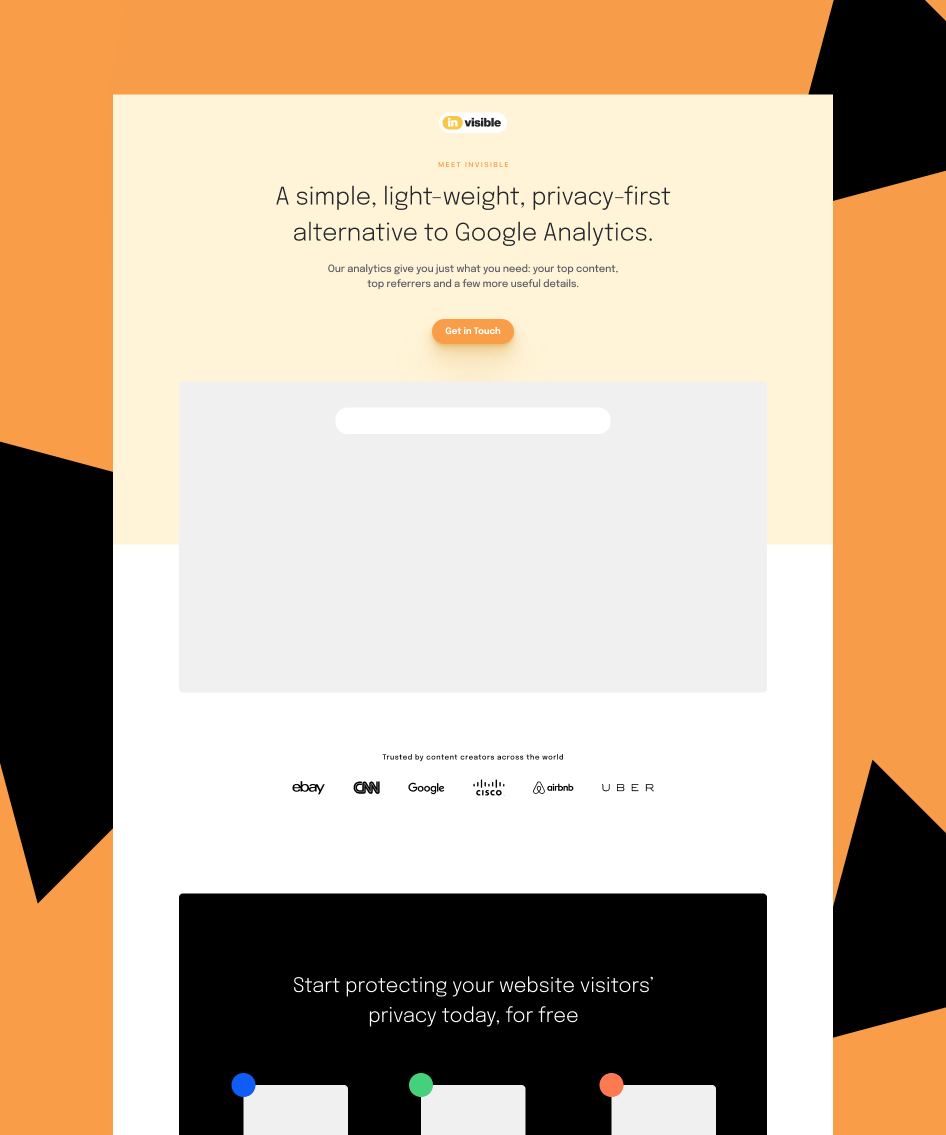 in visible
MEET INVISIBLE
A simple, light-weight, privacy-first
alternative to Google Analytics.
Our analytics give you just what you need: your top content,
top referrers and a few more useful details.
Get in Touch
Trusted by content creators across the world
ebay CNN Google CISCO airbnb UBER
Start protecting your website visitors’
privacy today, for free